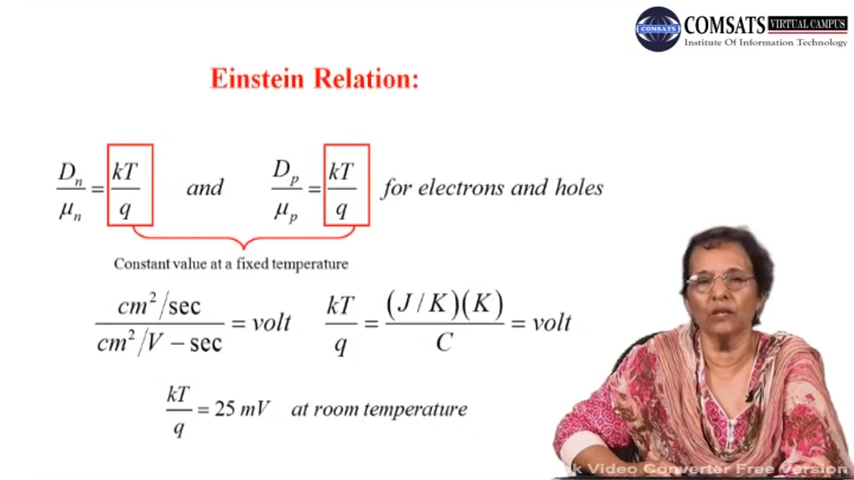 COMSATS VIRTUAL CAMPUS
COMSATS
Institute Of Information Technology
Einstein Relation:
Dₙ/μₙ = kT/q and Dₚ/μₚ = kT/q for electrons and holes
Constant value at a fixed temperature
cm²/sec / cm²/V − sec = volt kT/q = (J/K)(K)/C = volt
kT/q = 25 mV at room temperature
k Video Converter Free Version